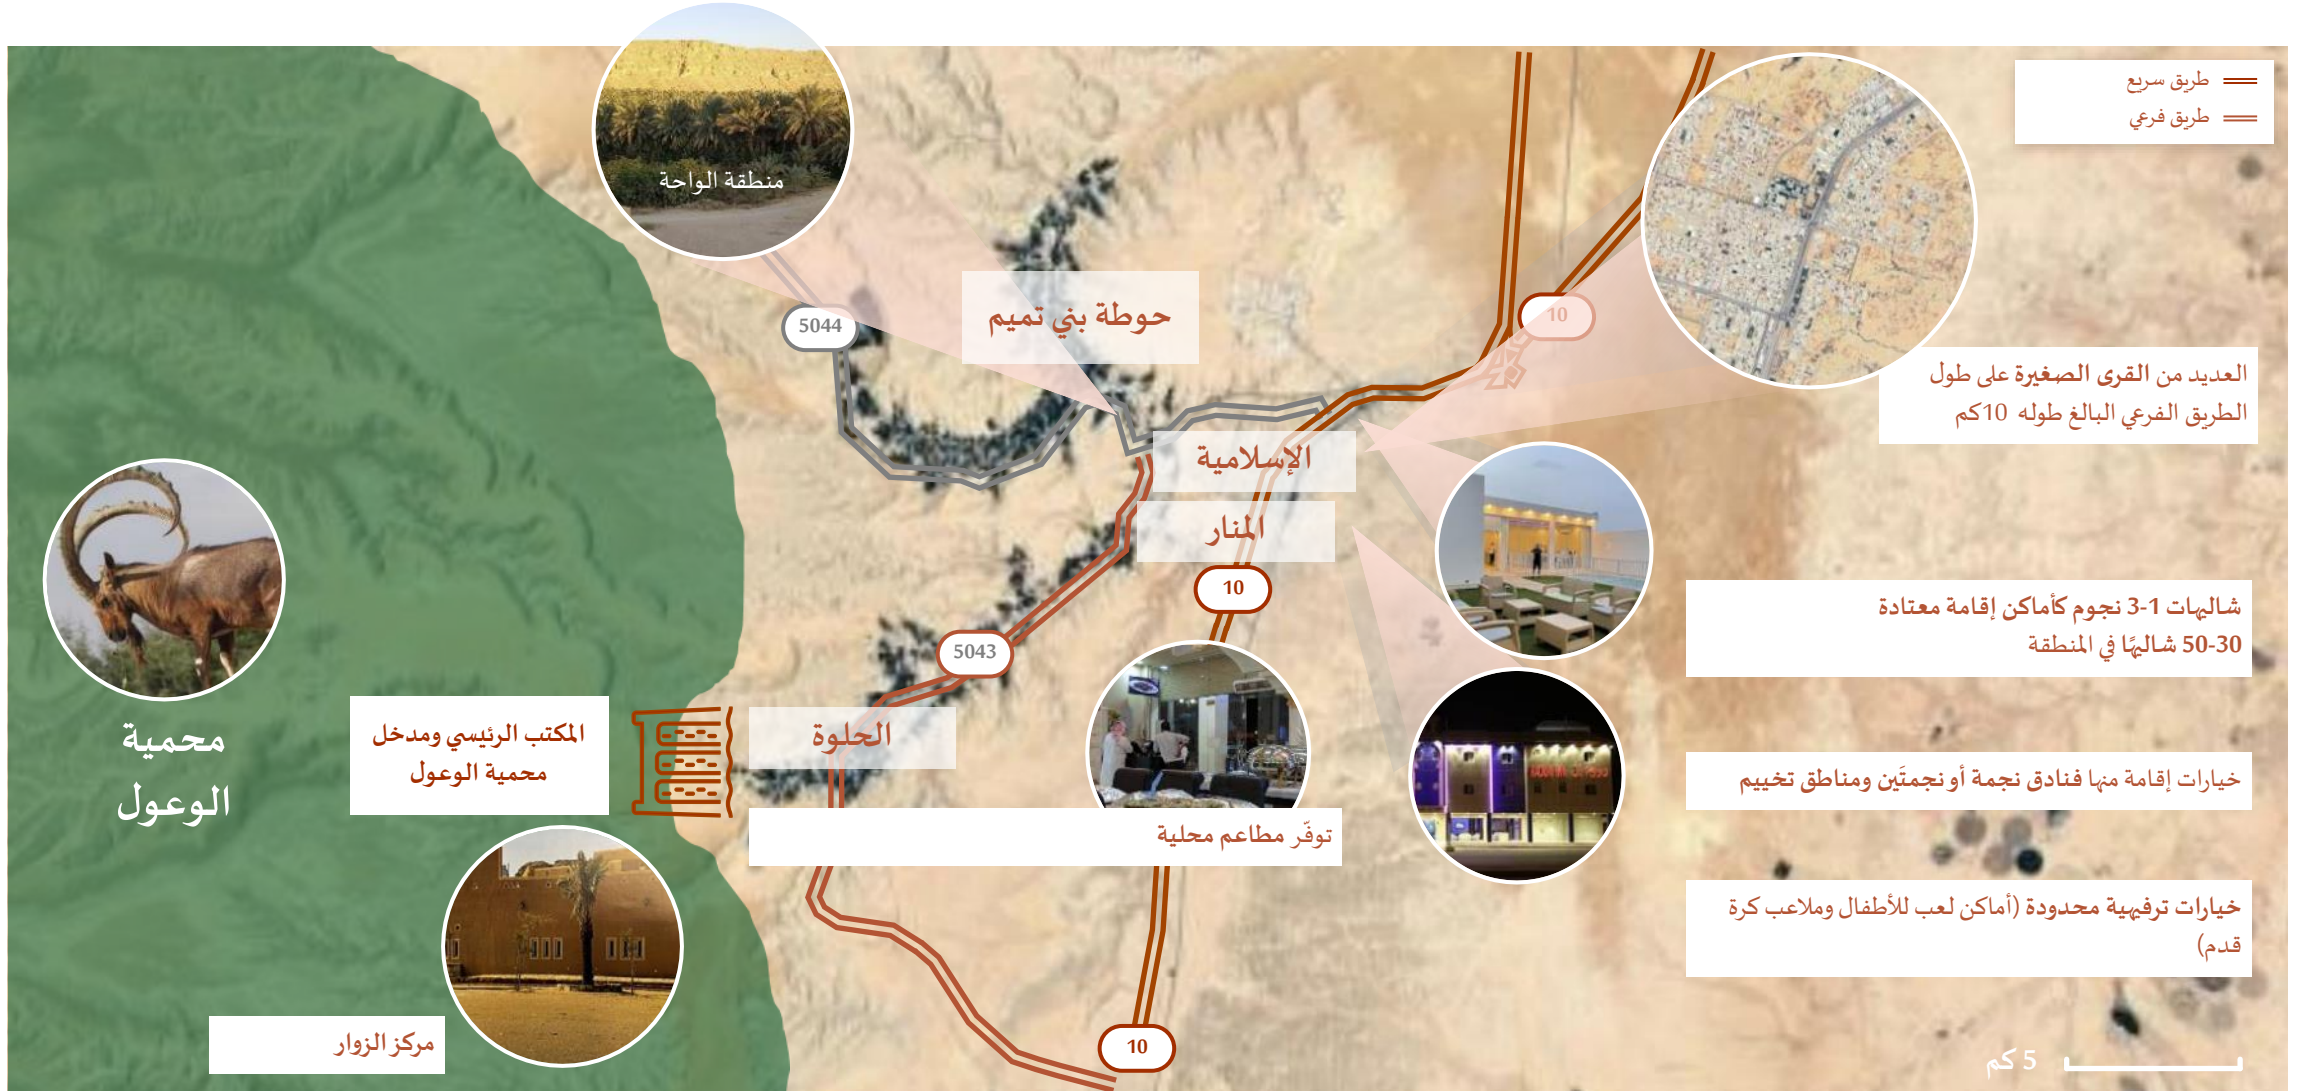 طريق سريع
طريق فرعي
منطقة الواحة
حوطة بني تميم
5044
10
العديد من القرى الصغيرة على طول
الطريق الفرعي البالغ طوله 10كم
الإسلامية
المنار
10
5043
شاليهات 1-3 نجوم كأماكن إقامة معتادة
30-50 شاليهًا في المنطقة
محمية
الوعول
المكتب الرئيسي ومدخل
محمية الوعول
الحلوة
خيارات إقامة منها فنادق نجمة أو نجمتَين ومناطق تخييم
توفّر مطاعم محلية
خيارات ترفيهية محدودة (أماكن لعب للأطفال وملاعب كرة
قدم)
مركز الزوار
10
5 كم